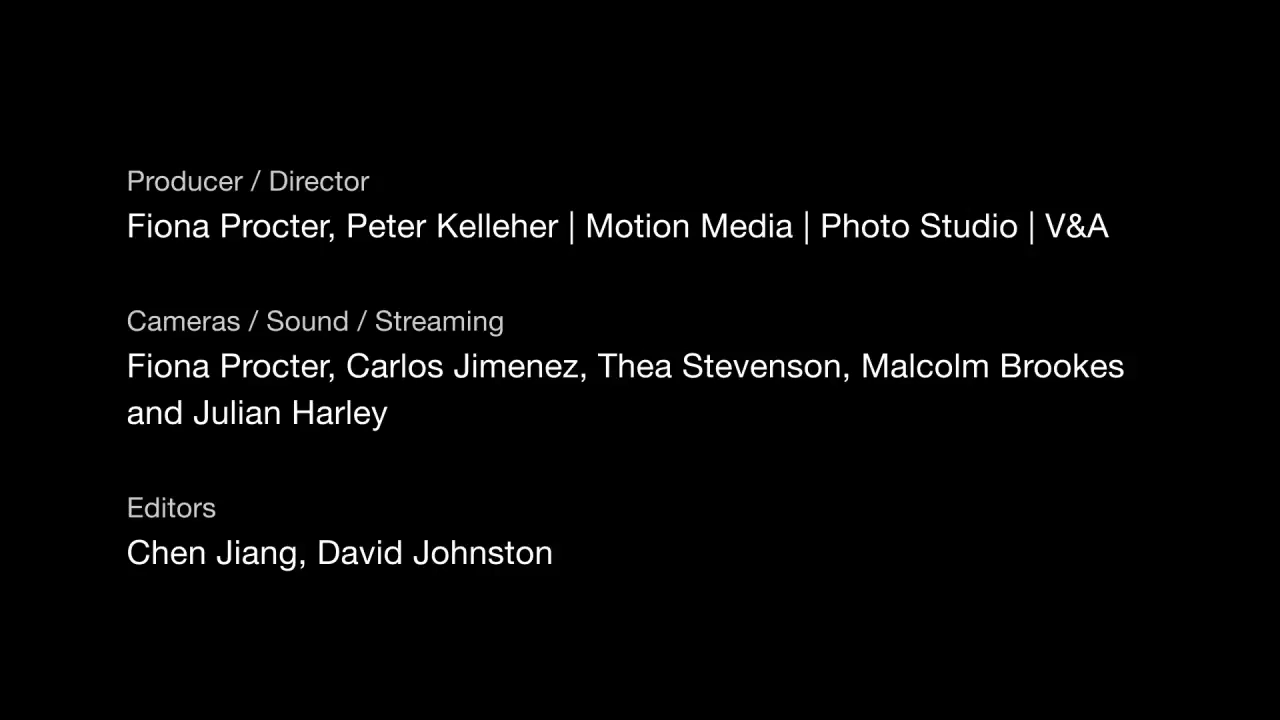 Producer / Director
Fiona Procter, Peter Kelleher | Motion Media | Photo Studio | V&A
Cameras / Sound / Streaming
Fiona Procter, Carlos Jimenez, Thea Stevenson, Malcolm Brookes
and Julian Harley
Editors
Chen Jiang, David Johnston